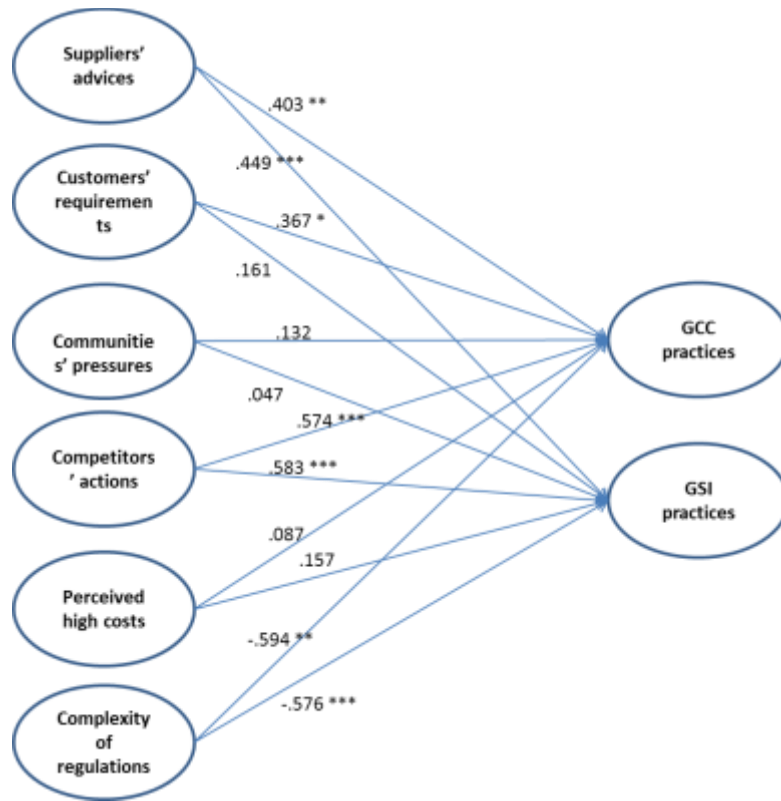 Suppliers'
advices
.403 **
.449 ***
Customers'
requiremen
ts
.367 *
.161
Communitie
s' pressures
.132
.047
GCC
practices
Competitors
' actions
.574 ***
.583 ***
GSI
practices
Perceived
high costs
.087
.157
-.594 **
-.576 ***
Complexity
of
regulations